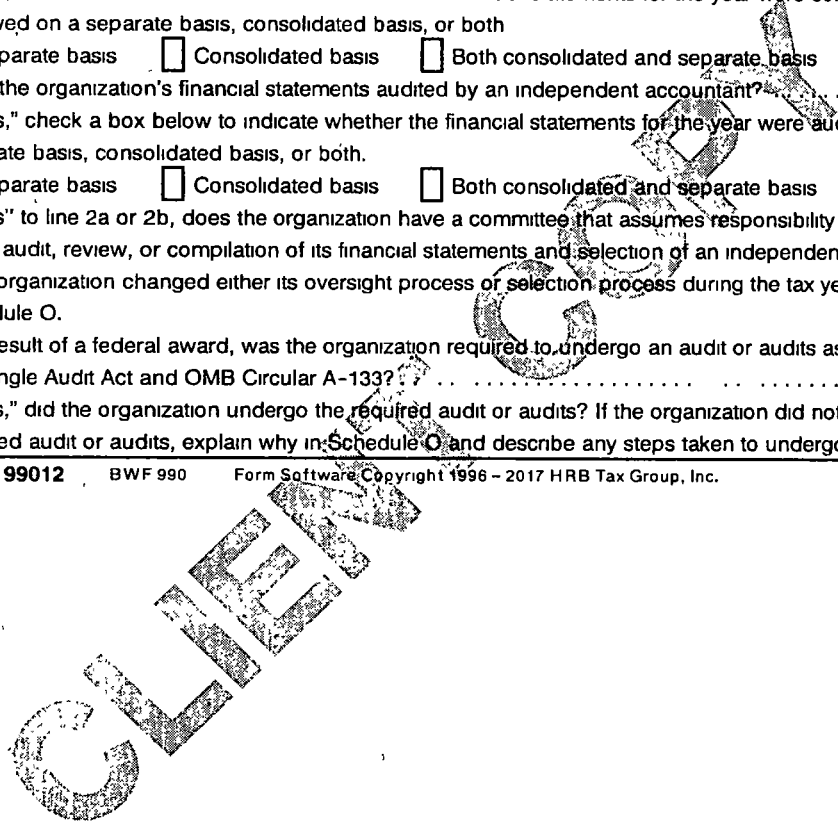 ved on a separate basis, consolidated basis, or both
parate basis Consolidated basis Both consolidated and separate basis
the organization's financial statements audited by an independent accountant?
s," check a box below to indicate whether the financial statements for the year were au
ate basis, consolidated basis, or both.
parate basis Consolidated basis Both consolidated and separate basis
s" to line 2a or 2b, does the organization have a committee that assumes responsibility
audit, review, or compilation of its financial statements and selection of an independen
organization changed either its oversight process or selection process during the tax ye
lule O.
esult of a federal award, was the organization required to undergo an audit or audits as
ngle Audit Act and OMB Circular A-133? .. .................. .. .......
s," did the organization undergo the required audit or audits? If the organization did not
ed audit or audits, explain why in Schedule O and describe any steps taken to undergo
99012 BWF 990 Form Software Copyright 1996 – 2017 HRB Tax Group, Inc.
CLIENT COPY